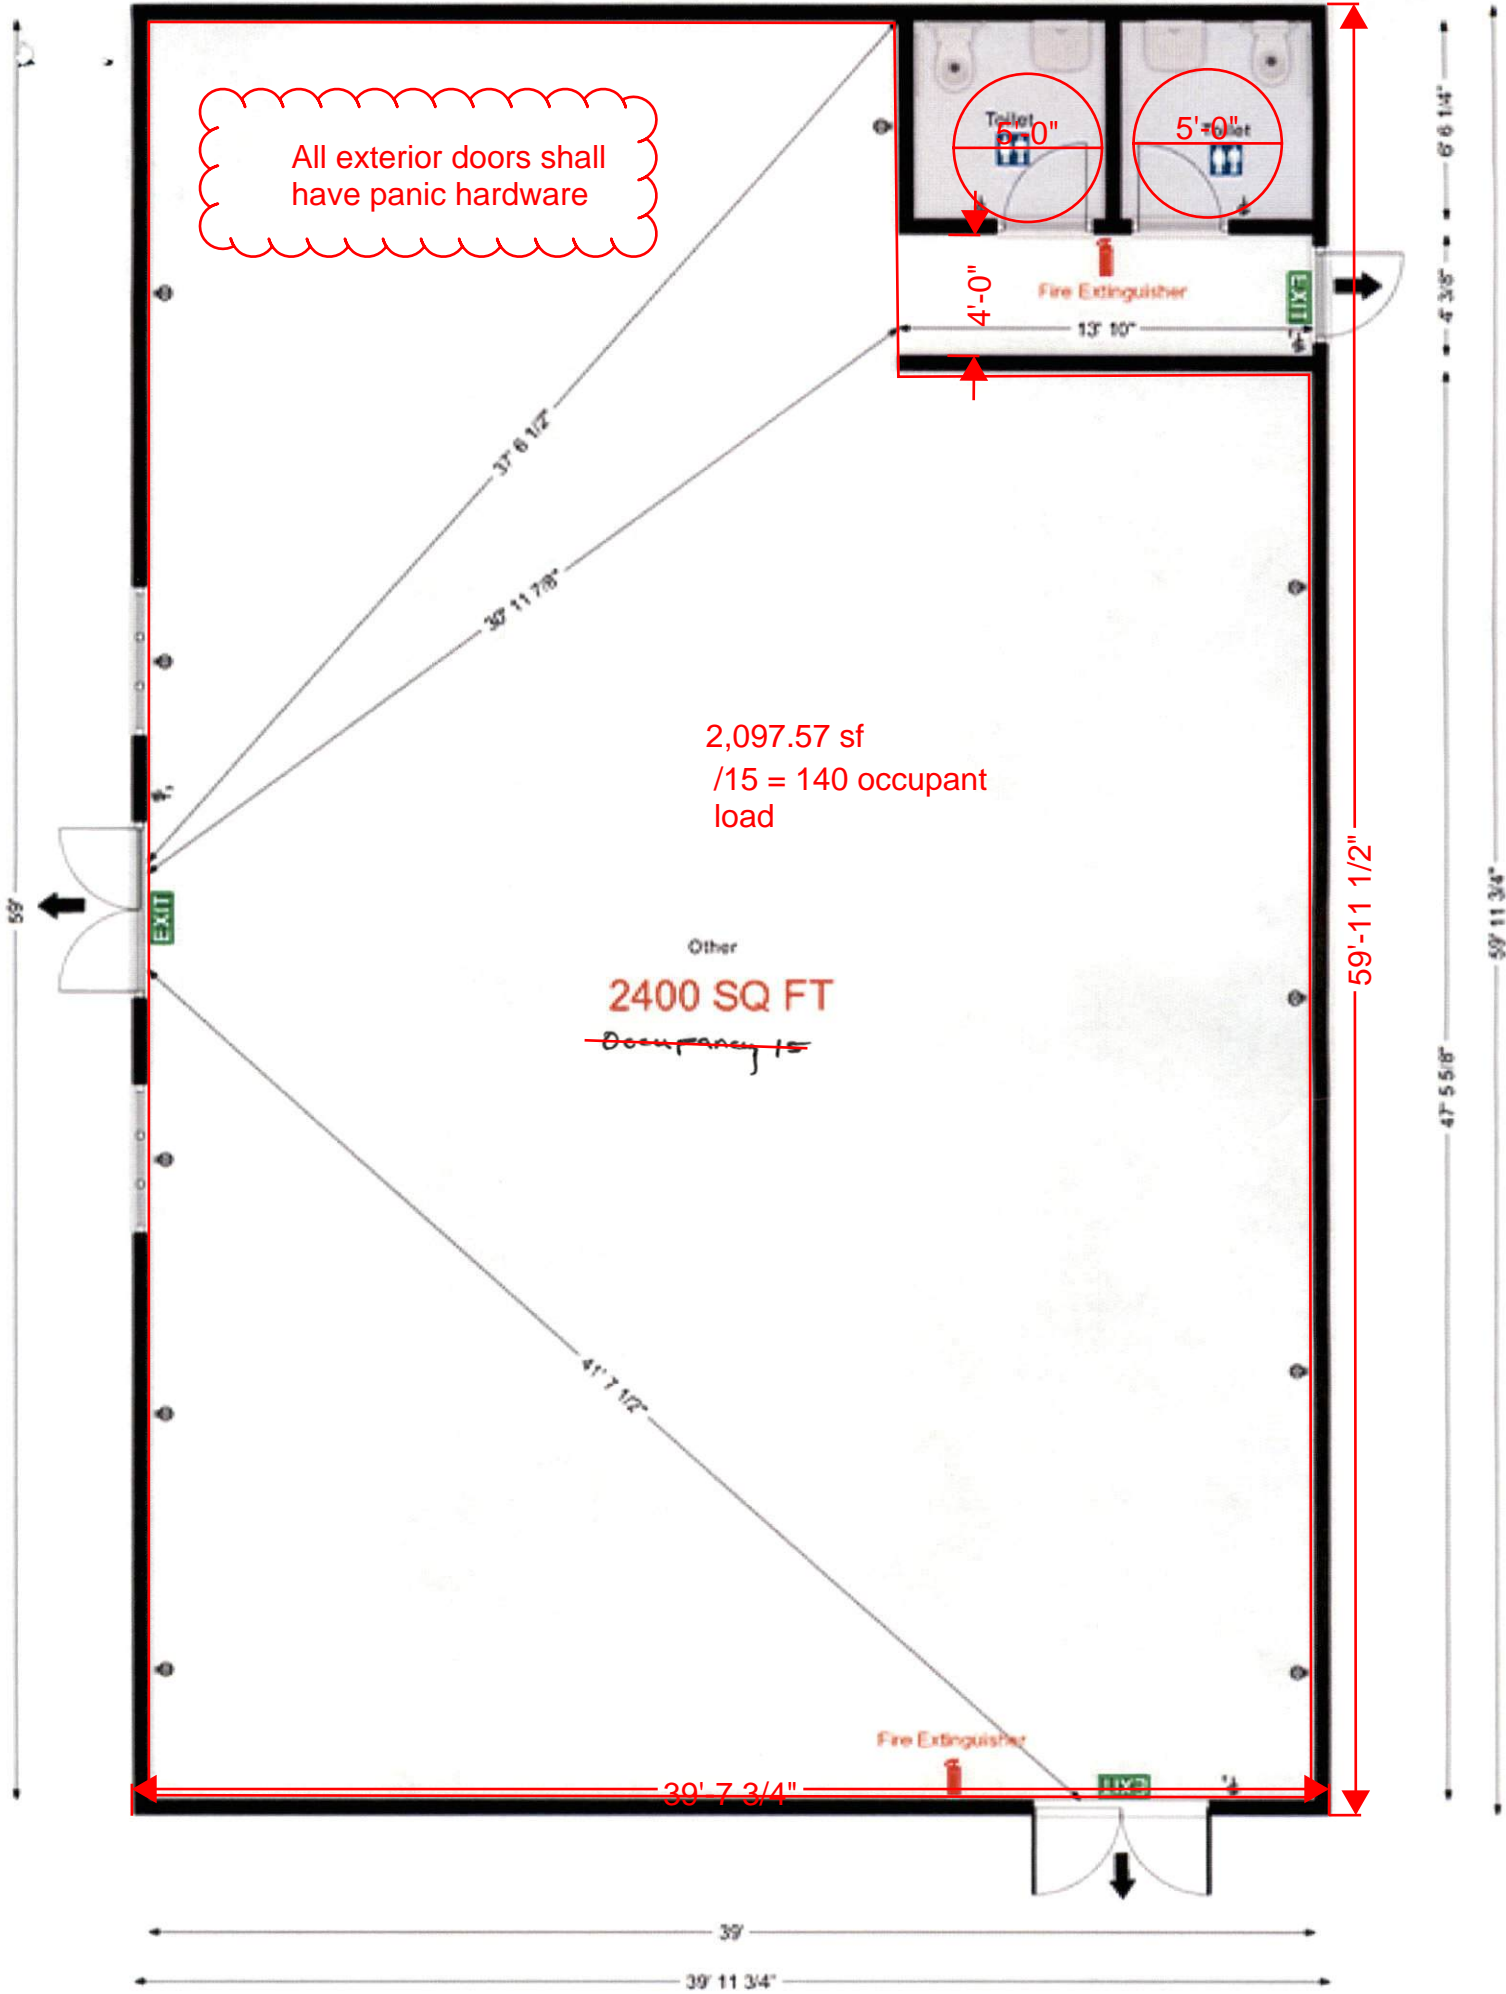 Toilet
5'-0"
Toilet
5'-0"
6' 6 1/4"
All exterior doors shall
have panic hardware
4'-0"
Fire Extinguisher
EXIT
4' 3/8"
13' 10"
37' 6 1/2"
30' 11 7/8"
2,097.57 sf
/15 = 140 occupant
load
59'
EXIT
59'-11 1/2"
59' 11 3/4"
Other
2400 SQ FT
Occupancy 15
47' 5 5/8"
41' 7 1/2"
Fire Extinguisher
EXIT
39'-7 3/4"
39'
39' 11 3/4"